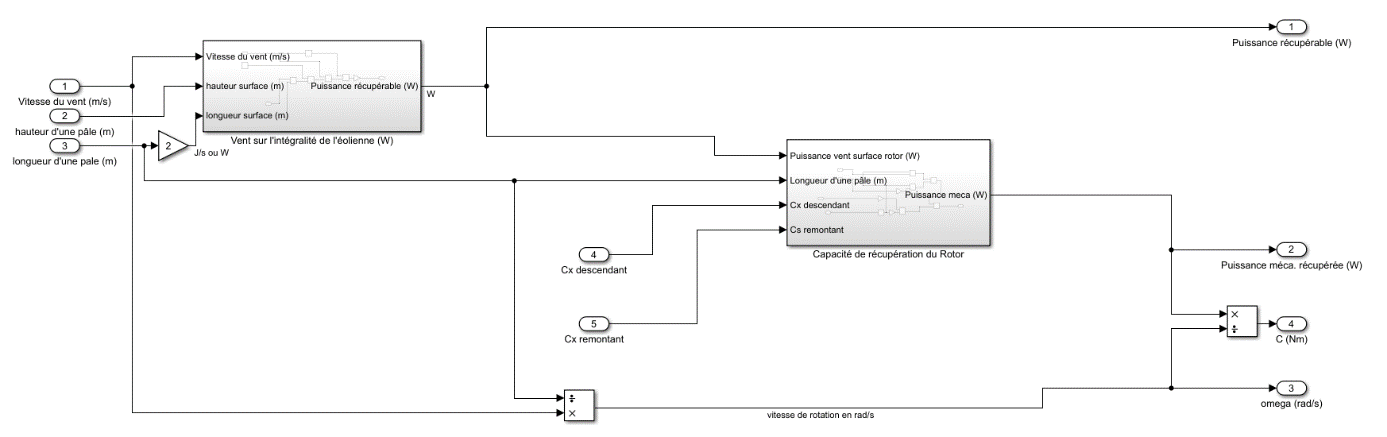 1
Puissance récupérable (W)
Vitesse du vent (m/s)
hauteur surface (m)
Puissance récupérable (W)
longueur surface (m)
W
Vent sur l'intégralité de l'éolienne (W)
1
Vitesse du vent (m/s)
2
hauteur d'une pâle (m)
3
longueur d'une pale (m)
2
J/s ou W
Puissance vent surface rotor (W)
Longueur d'une pâle (m)
Puissance meca (W)
Cx descendant
Cs remontant
Capacité de récupération du Rotor
4
Cx descendant
5
Cx remontant
2
Puissance méca. récupérée (W)
×
÷
4
C (Nm)
÷
×
vitesse de rotation en rad/s
3
omega (rad/s)